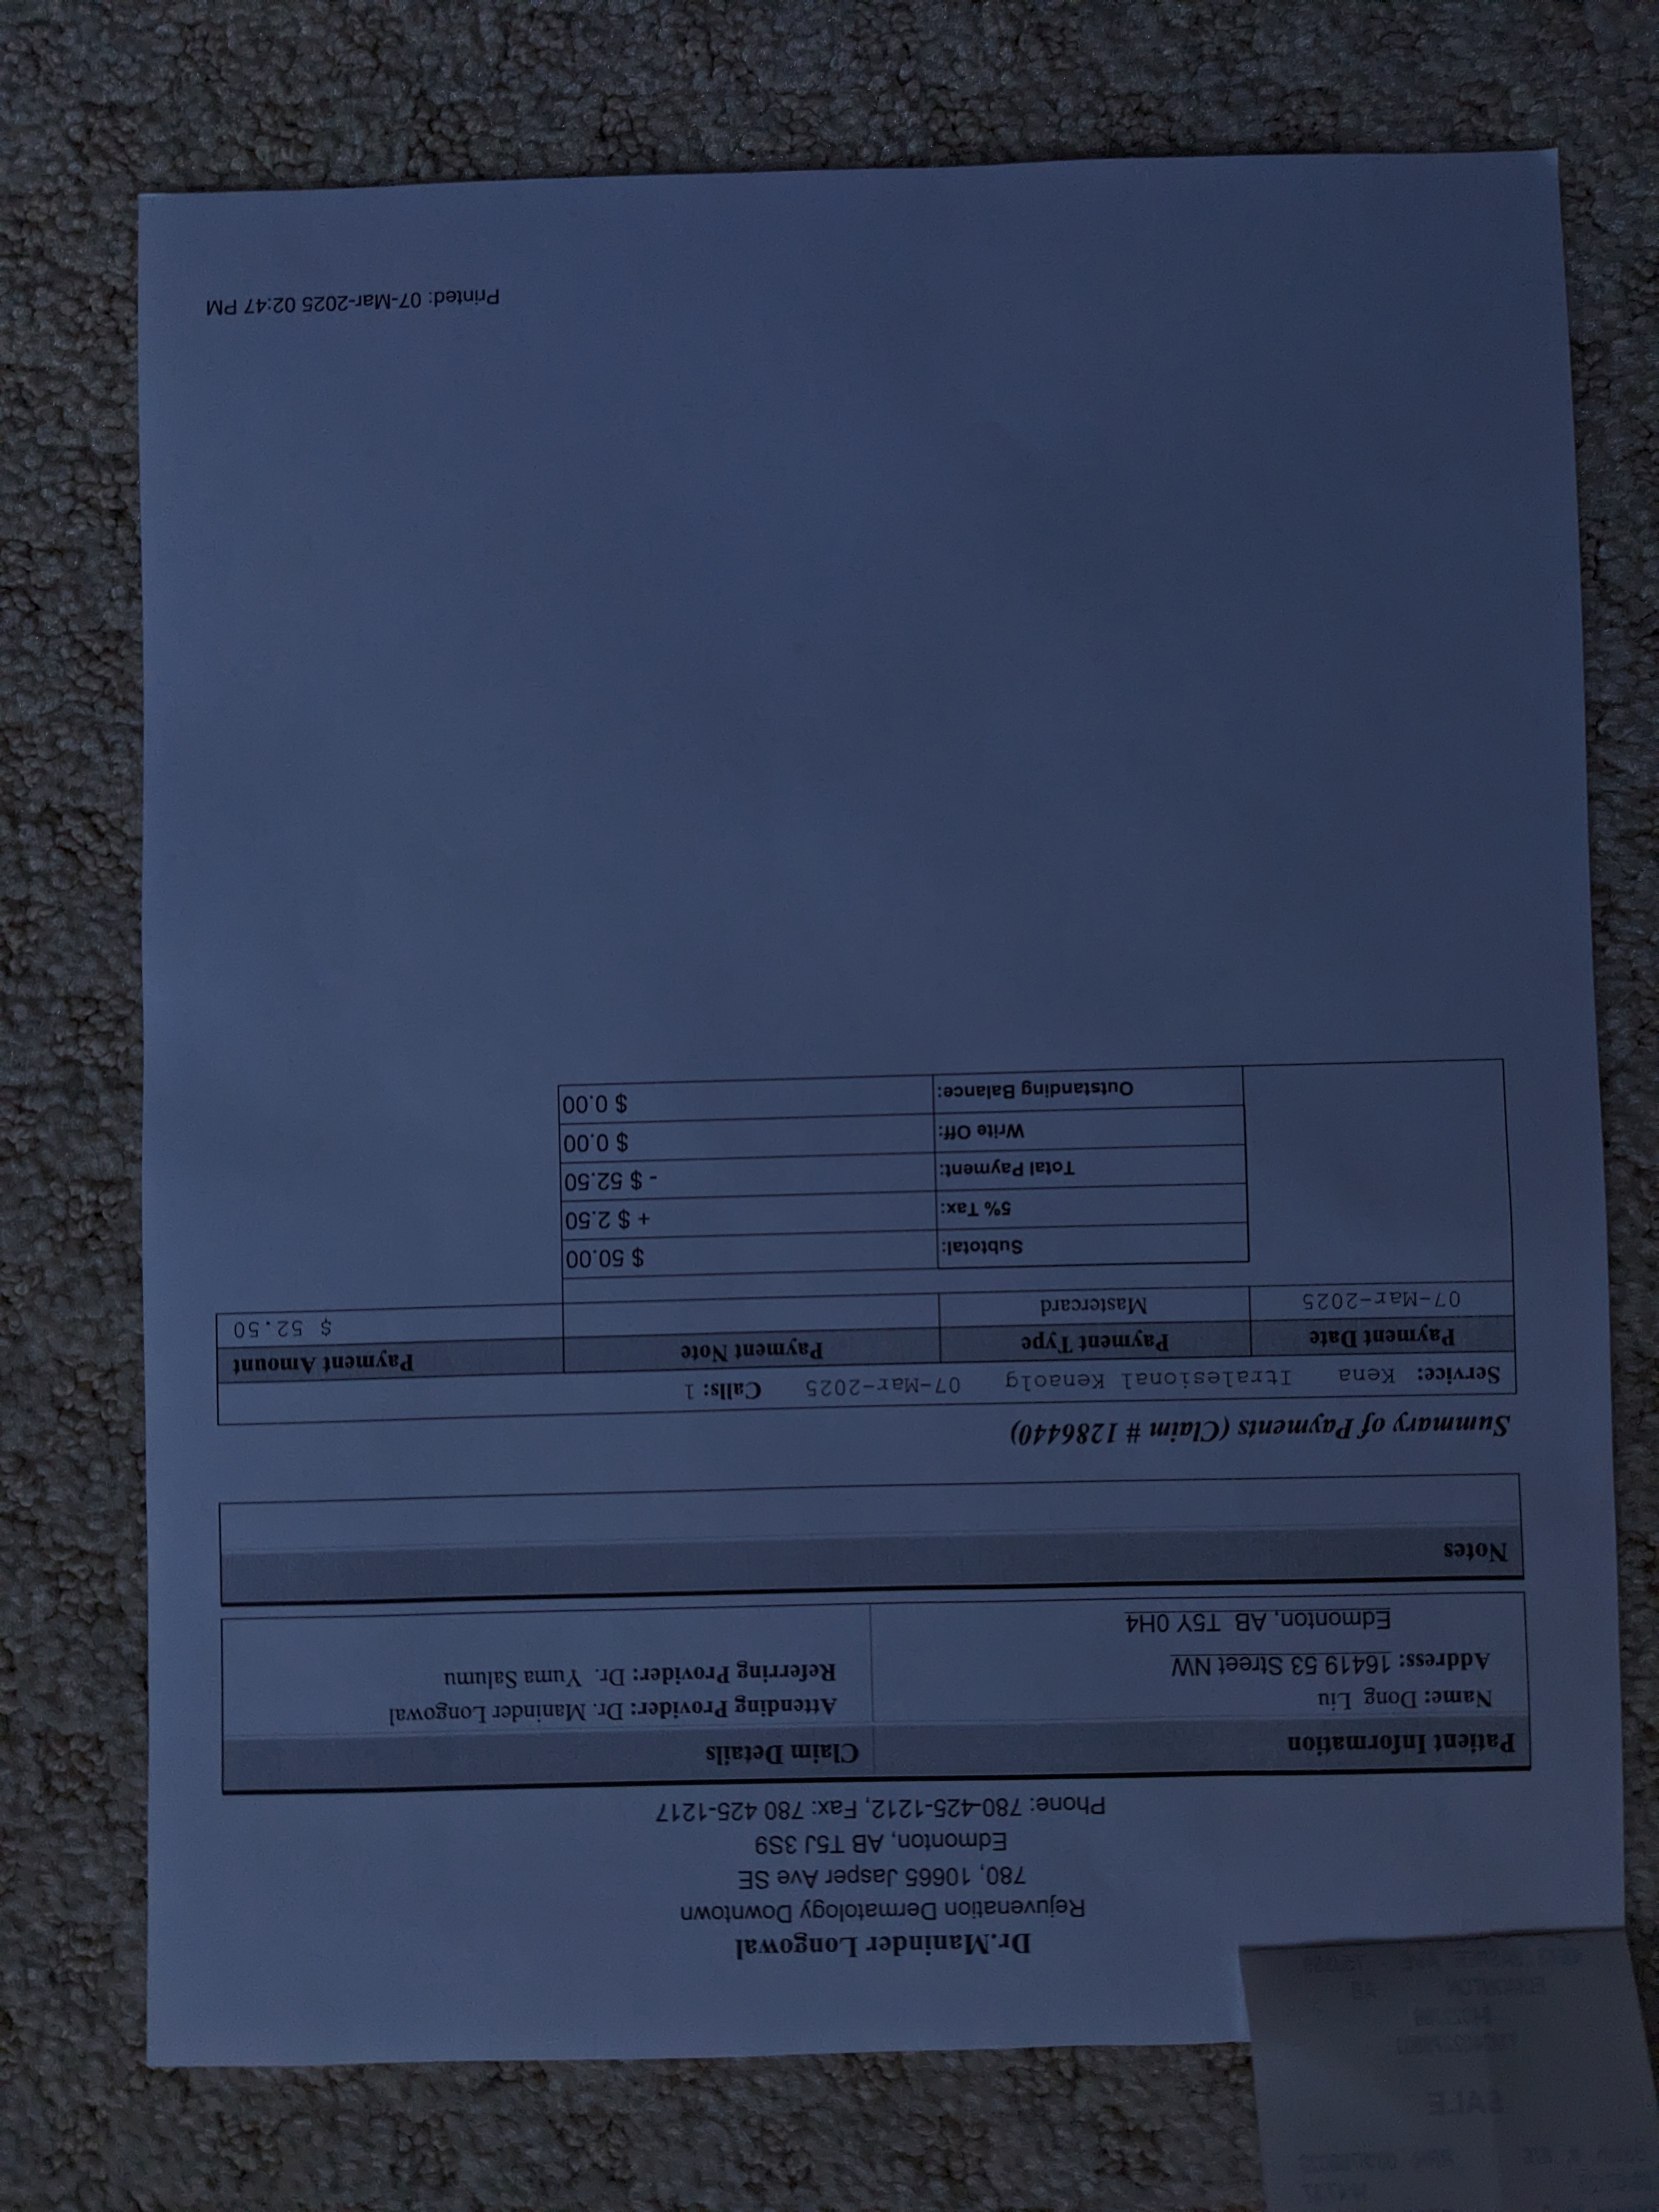 Dr.Maninder Longowal
Rejuvenation Dermatology Downtown
780, 10665 Jasper Ave SE
Edmonton, AB T5J 3S9
Phone: 780-425-1212, Fax: 780 425-1217
Patient Information Claim Details
Name: Dong Liu
Address: 16419 53 Street NW
Edmonton, AB T5Y 0H4
Attending Provider: Dr. Maninder Longowal
Referring Provider: Dr. Yuma Salumu
Notes
Summary of Payments (Claim # 1286440)
Service: Kena Itralesional Kenaolg 07-Mar-2025 Calls: 1
Payment Date Payment Type Payment Note Payment Amount
07-Mar-2025 Mastercard $ 52.50
Subtotal: $ 50.00
5% Tax: + $ 2.50
Total Payment: - $ 52.50
Write Off: $ 0.00
Outstanding Balance: $ 0.00
Printed: 07-Mar-2025 02:47 PM
EDMONTON AB
SALE